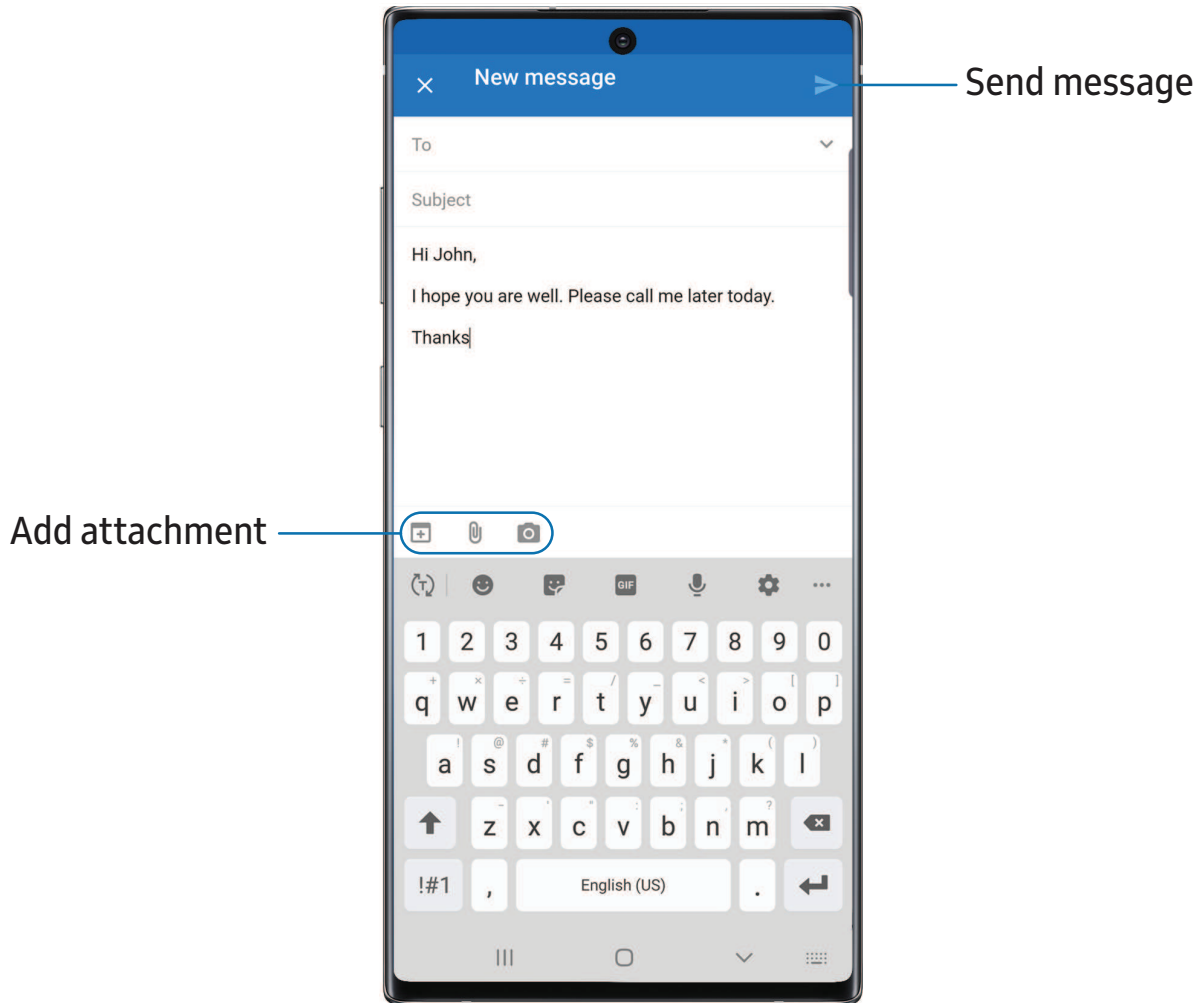 New message
Send message
To
Subject
Hi John,
I hope you are well. Please call me later today.
Thanks
Add attachment
GIF
1 2 3 4 5 6 7 8 9 0
+ × ÷ = / _ < > [ ]
q w e r t y u i o p
! @ # $ % & * ( )
a s d f g h j k l
- ' " : ; , ?
z x c v b n m
!#1 , English (US) .